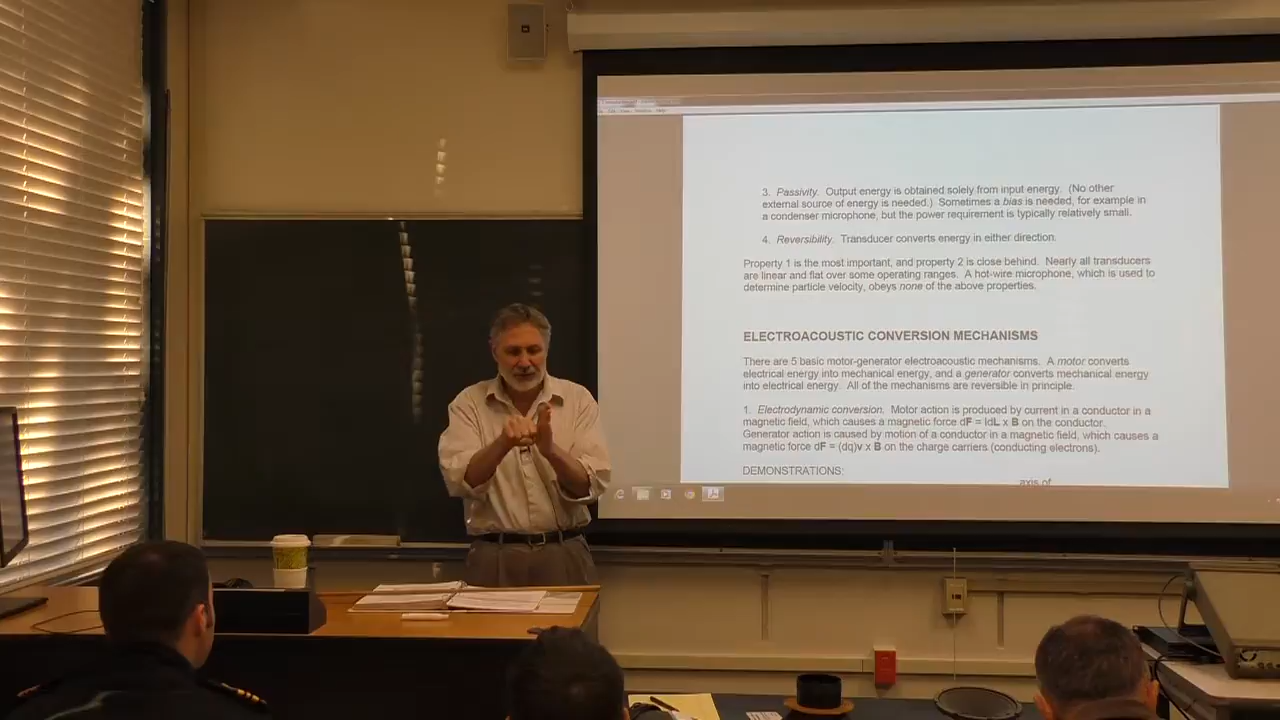 3. Passivity. Output energy is obtained solely from input energy. (No other
external source of energy is needed.) Sometimes a bias is needed, for example in
a condenser microphone, but the power requirement is typically relatively small.
4. Reversibility. Transducer converts energy in either direction.
Property 1 is the most important, and property 2 is close behind. Nearly all transducers
are linear and flat over some operating ranges. A hot-wire microphone, which is used to
determine particle velocity, obeys none of the above properties.
ELECTROACOUSTIC CONVERSION MECHANISMS
There are 5 basic motor-generator electroacoustic mechanisms. A motor converts
electrical energy into mechanical energy, and a generator converts mechanical energy
into electrical energy. All of the mechanisms are reversible in principle.
1. Electrodynamic conversion. Motor action is produced by current in a conductor in a
magnetic field, which causes a magnetic force dF = IdL x B on the conductor.
Generator action is caused by motion of a conductor in a magnetic field, which causes a
magnetic force dF = (dq)v x B on the charge carriers (conducting electrons).
DEMONSTRATIONS:
axis of